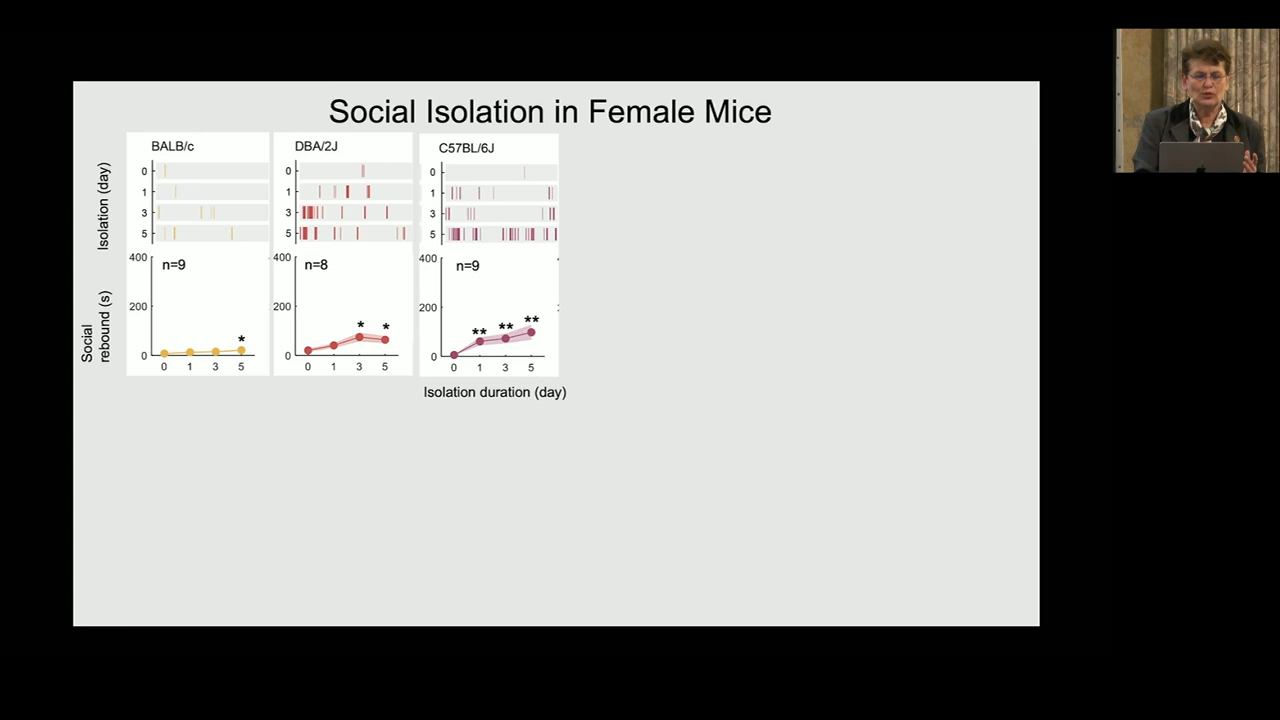 Social Isolation in Female Mice
BALB/c
DBA/2J
C57BL/6J
Isolation (day)
0
1
3
5
0
1
3
5
0
1
3
5
Social
rebound (s)
400
200
0
n=9
0 1 3 5
400
200
0
n=8
0 1 3 5
400
200
0
n=9
0 1 3 5
*
* *
** ** **
Isolation duration (day)